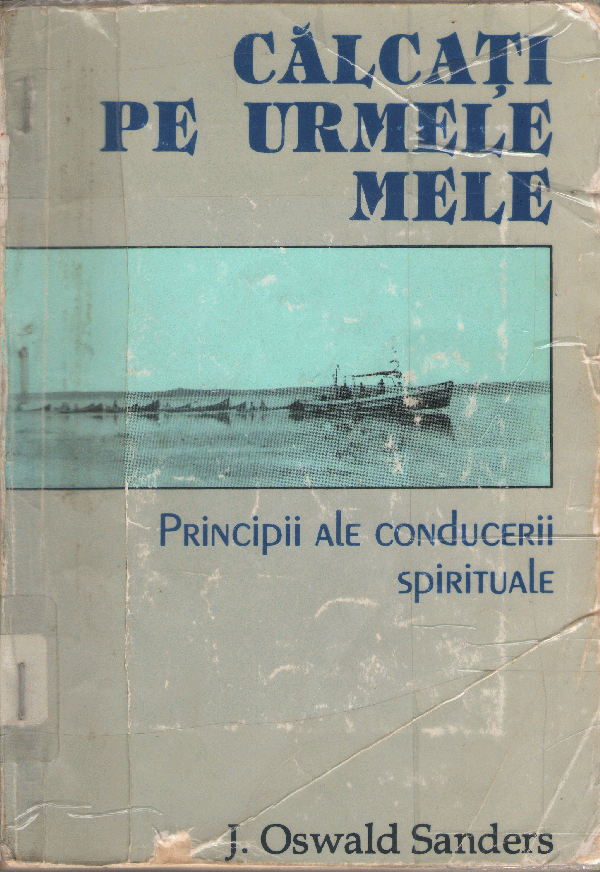 CĂLCAȚI
PE URMELE
MELE
Principii ale conducerii
spirituale
J. Oswald Sanders